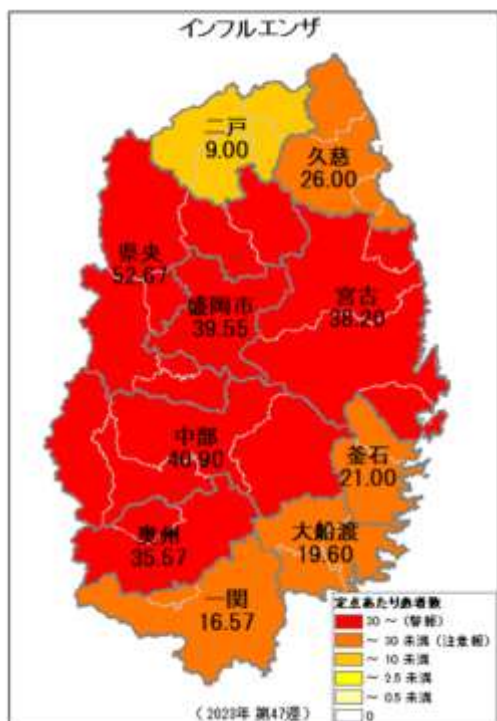 インフルエンザ
二戸
9.00
久慈
26.00
県央
52.67
盛岡市
39.55
宮古
38.20
中部
40.90
釜石
21.00
奥州
35.57
大船渡
19.60
一関
16.57
定点あたり患者数
30 ~ (警報)
~ 30 未満 (注意報)
~ 10 未満
~ 2.5 未満
~ 0.5 未満
0
(2023年 第47週)